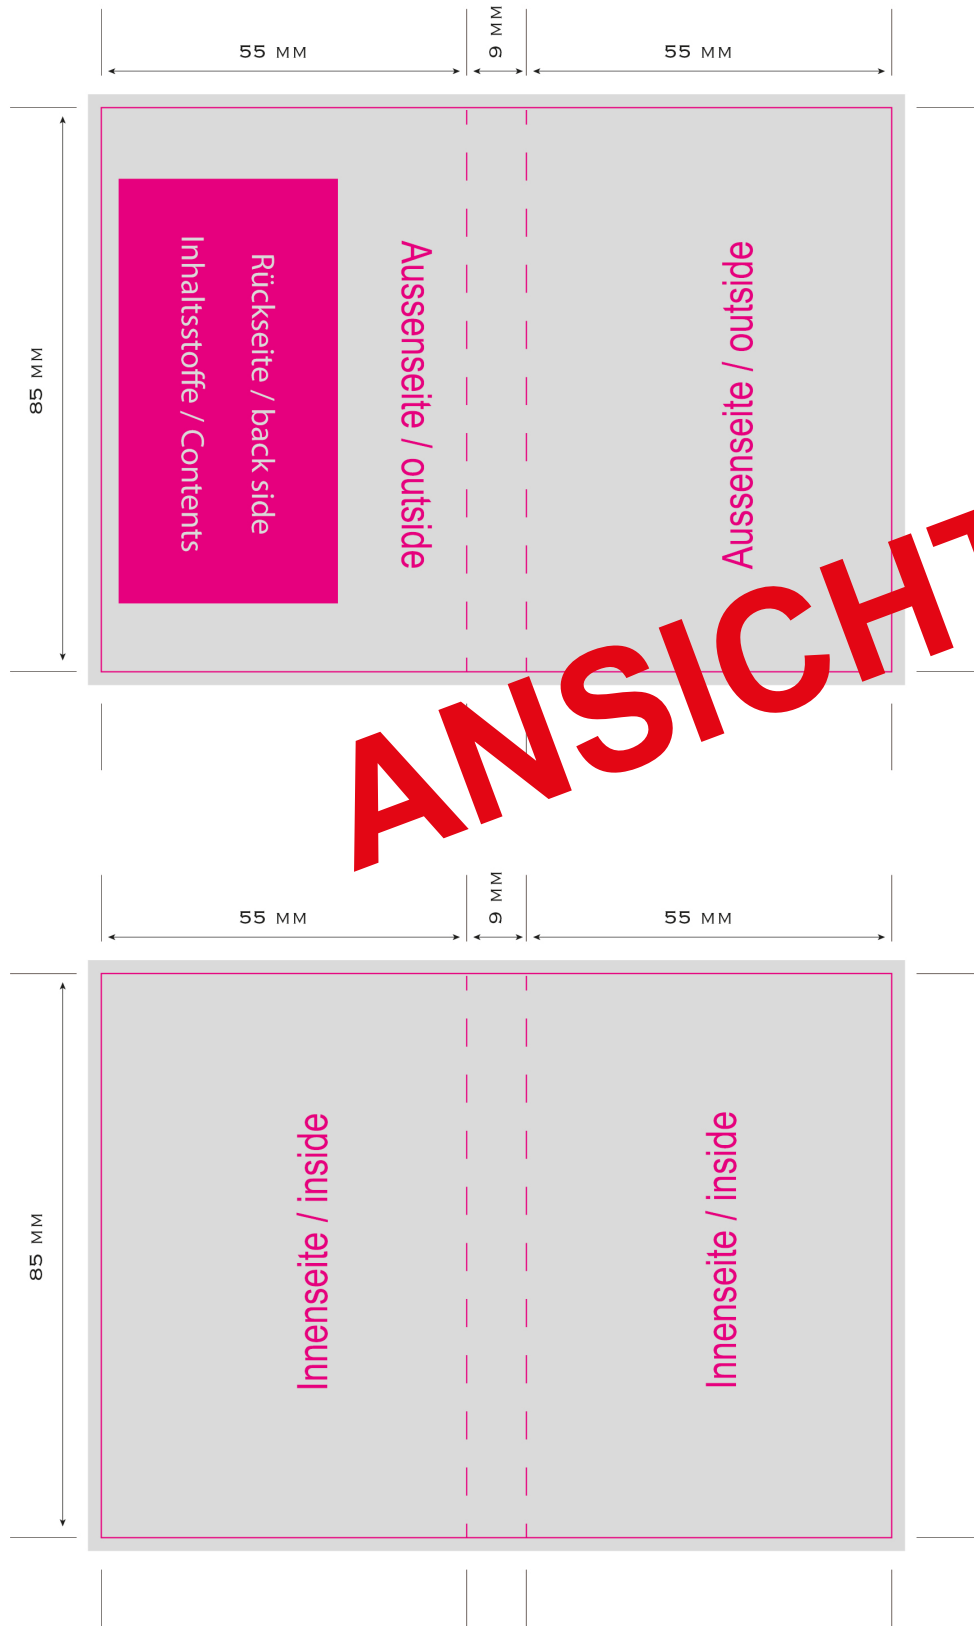 55 MM
9 MM
55 MM
85 MM
Rückseite / back side
Inhaltsstoffe / Contents
Aussenseite / outside
Aussenseite / outside
ANSICHT
55 MM
9 MM
55 MM
85 MM
Innenseite / inside
Innenseite / inside